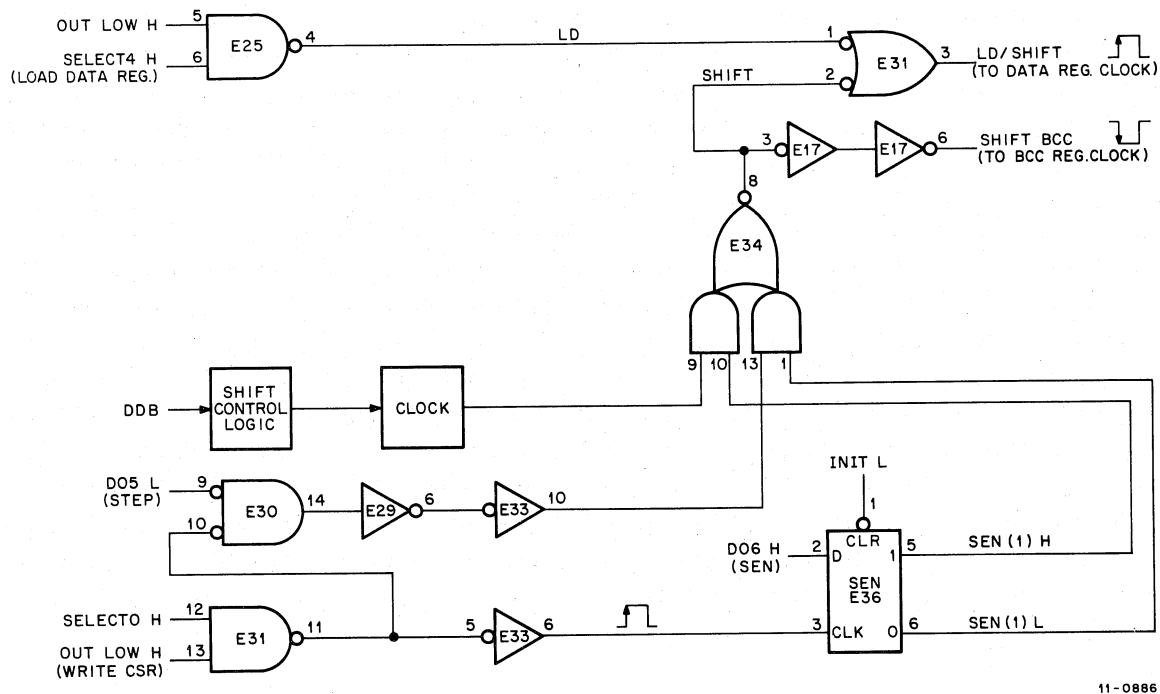 OUT LOW H
5
SELECT4 H
6
(LOAD DATA REG.)
E25
4
LD
1
2
SHIFT
E31
3
LD/SHIFT
(TO DATA REG. CLOCK)
3
E17
E17
6
SHIFT BCC
(TO BCC REG.CLOCK)
8
E34
9
10
13
1
DDB
SHIFT
CONTROL
LOGIC
CLOCK
DO5 L
(STEP)
9
10
E30
14
E29
6
E33
10
INIT L
1
DO6 H
(SEN)
2
D
CLR
1
5
SEN (1) H
SEN
E36
3
CLK
O
6
SEN (1) L
SELECTO H
12
OUT LOW H
13
(WRITE CSR)
E31
11
5
E33
6
11-0886